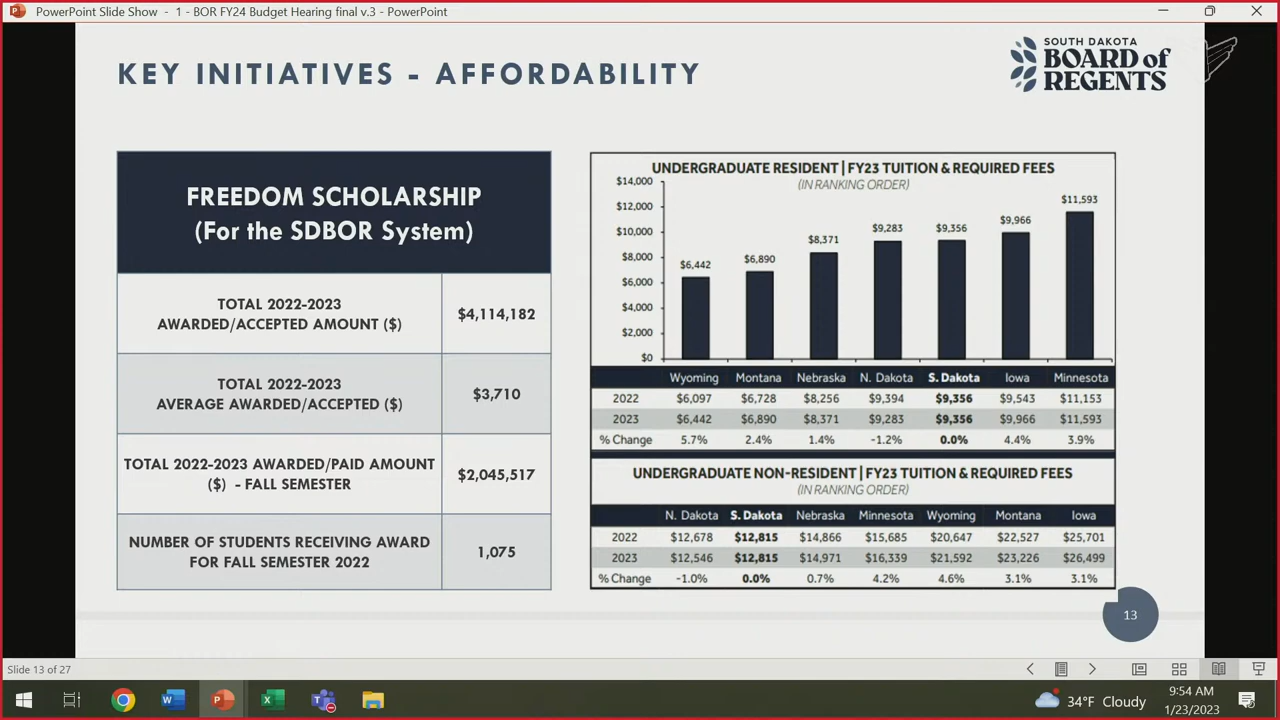 PowerPoint Slide Show - 1 - BOR FY24 Budget Hearing final v.3 - PowerPoint
KEY INITIATIVES - AFFORDABILITY
SOUTH DAKOTA
BOARD of
REGENTS
FREEDOM SCHOLARSHIP
(For the SDBOR System)
TOTAL 2022-2023
AWARDED/ACCEPTED AMOUNT ($)
$4,114,182
TOTAL 2022-2023
AVERAGE AWARDED/ACCEPTED ($)
$3,710
TOTAL 2022-2023 AWARDED/PAID AMOUNT
($) - FALL SEMESTER
$2,045,517
NUMBER OF STUDENTS RECEIVING AWARD
FOR FALL SEMESTER 2022
1,075
UNDERGRADUATE RESIDENT | FY23 TUITION & REQUIRED FEES
(IN RANKING ORDER)
$14,000
$12,000
$10,000
$8,000
$6,000
$4,000
$2,000
$0
$6,442
$6,890
$8,371
$9,283
$9,356
$9,966
$11,593
Wyoming Montana Nebraska N. Dakota S. Dakota Iowa Minnesota
2022 $6,097 $6,728 $8,256 $9,394 $9,356 $9,543 $11,153
2023 $6,442 $6,890 $8,371 $9,283 $9,356 $9,966 $11,593
% Change 5.7% 2.4% 1.4% -1.2% 0.0% 4.4% 3.9%
UNDERGRADUATE NON-RESIDENT | FY23 TUITION & REQUIRED FEES
(IN RANKING ORDER)
N. Dakota S. Dakota Nebraska Minnesota Wyoming Montana Iowa
2022 $12,678 $12,815 $14,866 $15,685 $20,647 $22,527 $25,701
2023 $12,546 $12,815 $14,971 $16,339 $21,592 $23,226 $26,499
% Change -1.0% 0.0% 0.7% 4.2% 4.6% 3.1% 3.1%
13
Slide 13 of 27
34°F Cloudy
9:54 AM
1/23/2023